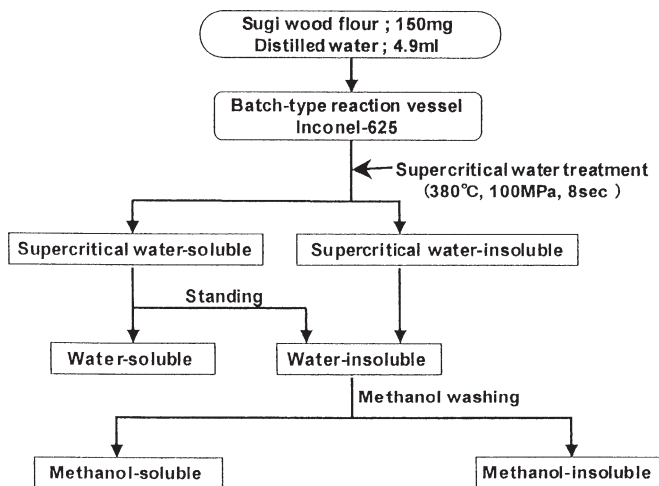 Sugi wood flour ; 150mg
Distilled water ; 4.9ml
Batch-type reaction vessel
Inconel-625
Supercritical water treatment
(380℃, 100MPa, 8sec )
Supercritical water-soluble
Supercritical water-insoluble
Standing
Water-soluble
Water-insoluble
Methanol washing
Methanol-soluble
Methanol-insoluble